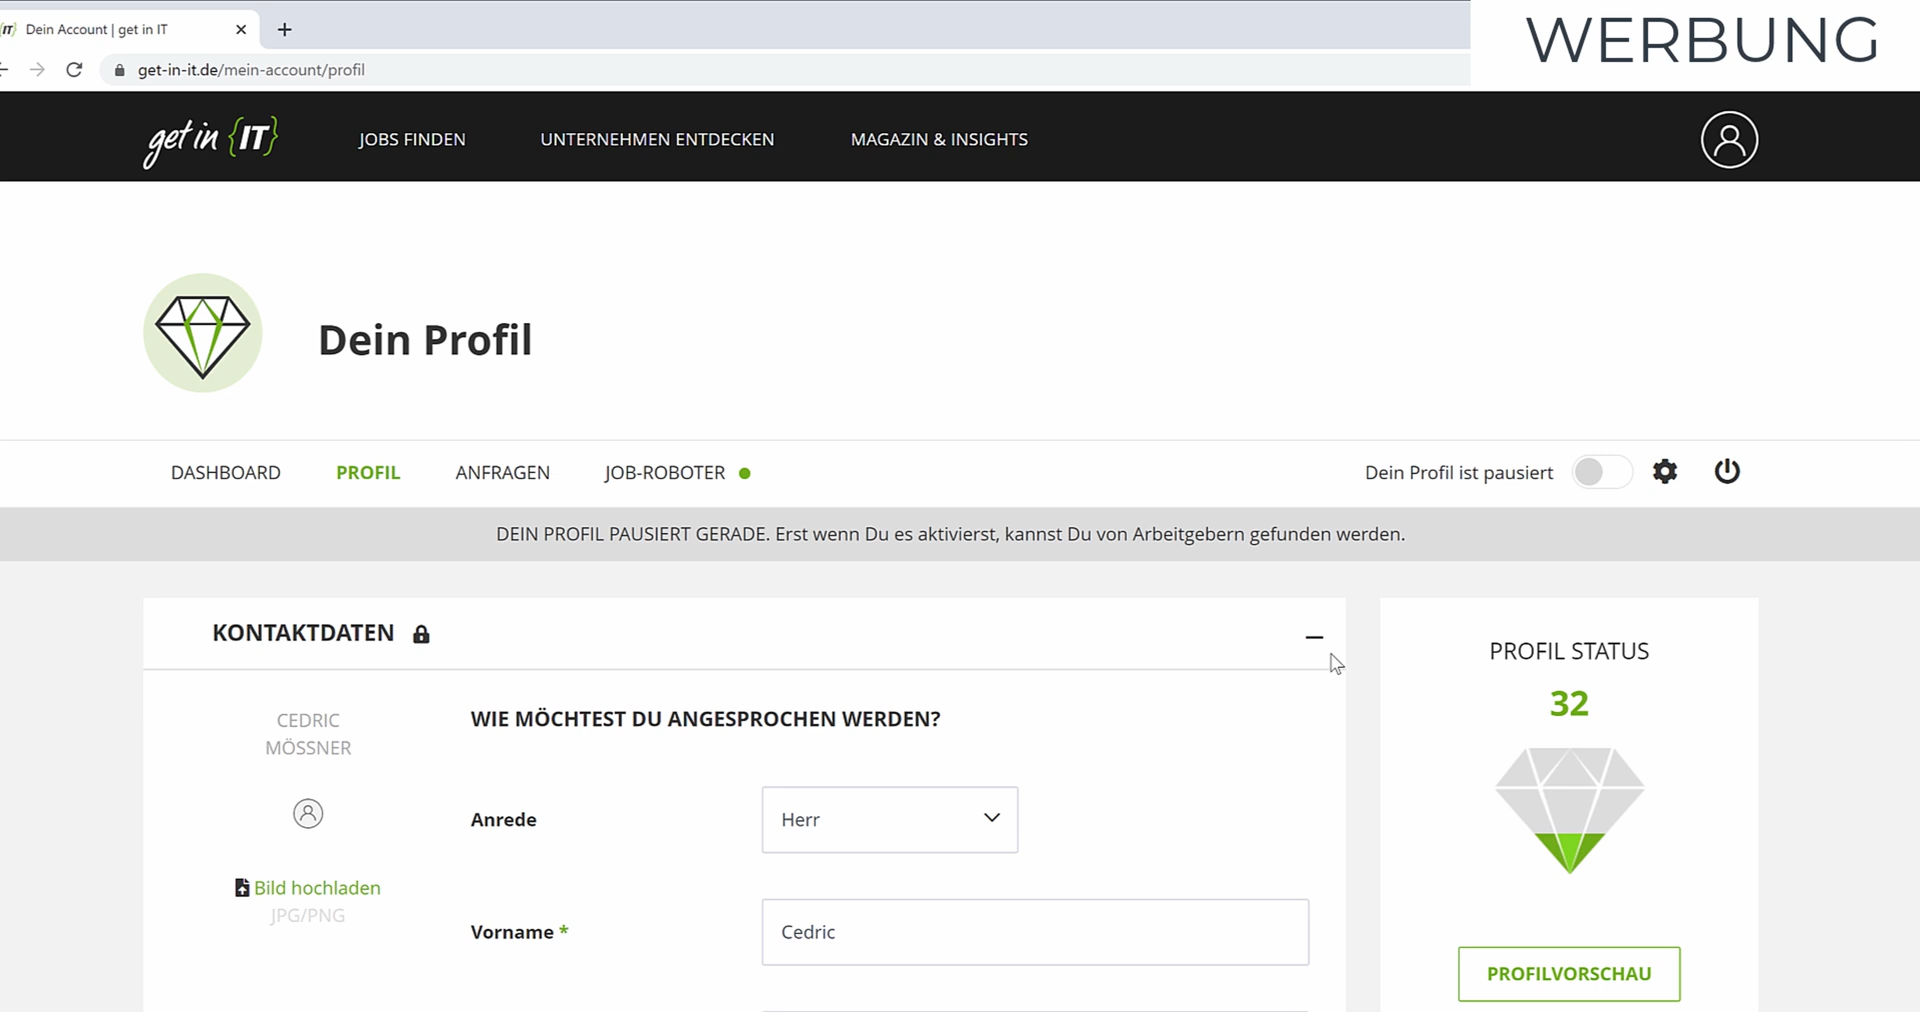 WERBUNG
{IT} Dein Account | get in IT
get-in-it.de/mein-account/profil
get in {IT}
JOBS FINDEN
UNTERNEHMEN ENTDECKEN
MAGAZIN & INSIGHTS
Dein Profil
DASHBOARD
PROFIL
ANFRAGEN
JOB-ROBOTER
Dein Profil ist pausiert
DEIN PROFIL PAUSIERT GERADE. Erst wenn Du es aktivierst, kannst Du von Arbeitgebern gefunden werden.
KONTAKTDATEN
CEDRIC
MÖSSNER
Bild hochladen
JPG/PNG
WIE MÖCHTEST DU ANGESPROCHEN WERDEN?
Anrede
Herr
Vorname *
Cedric
PROFIL STATUS
32
PROFILVORSCHAU